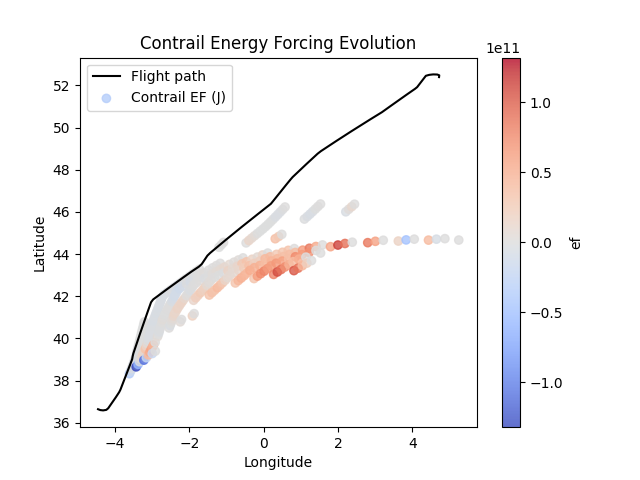 Contrail Energy Forcing Evolution
1e11
Flight path
Contrail EF (J)
52
50
48
46
44
42
40
38
36
Latitude
−4
−2
0
2
4
Longitude
1.0
0.5
0.0
−0.5
−1.0
ef